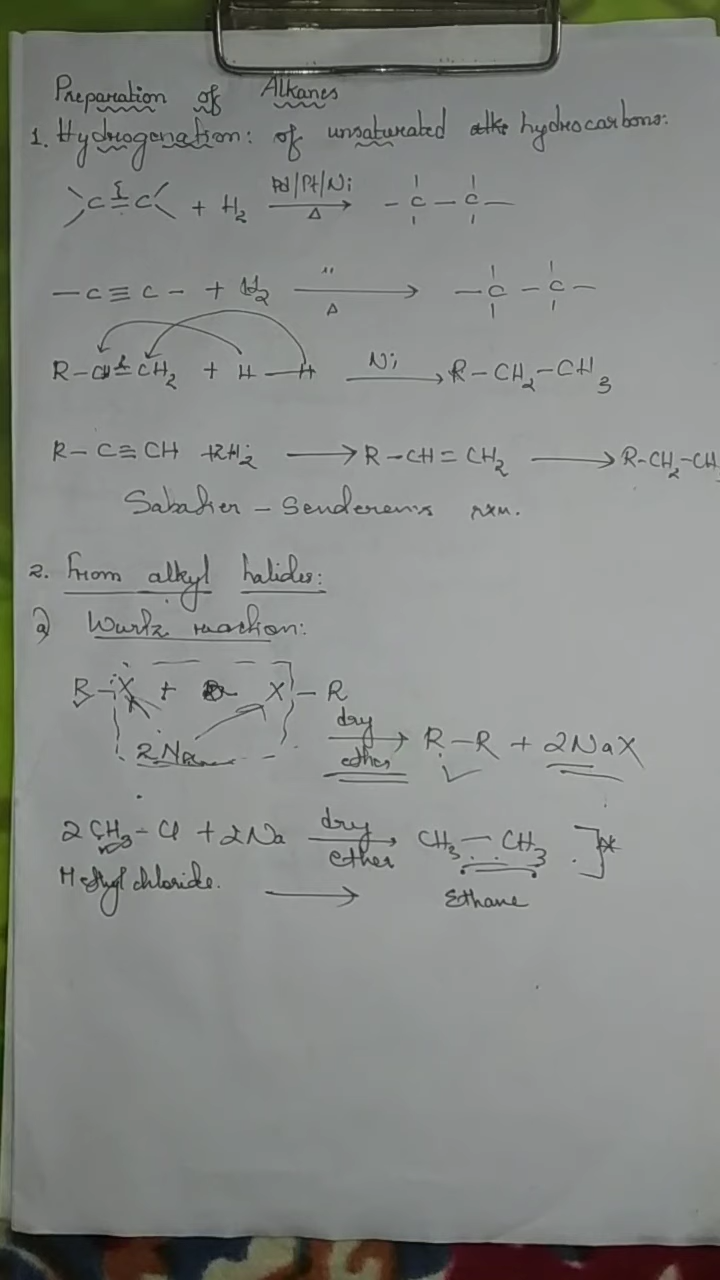 Preparation of Alkanes
1. Hydrogenation: of unsaturated hydrocarbons:
>C=C< + H2 Pd/Pt/Ni Δ → -C-C-
-C≡C- + H2 " Δ → -C-C-
R-CH=CH2 + H-H Ni → R-CH2-CH3
R-C≡CH +2H2 → R-CH=CH2 → R-CH2-CH
Sabatier - Senderens rxn.
2. From alkyl halides:
a) Wurtz reaction:
R-X + X-R
2Na dry ether → R-R + 2NaX
2CH3-Cl + 2Na dry ether → CH3-CH3 .]*
Methyl chloride. → Ethane